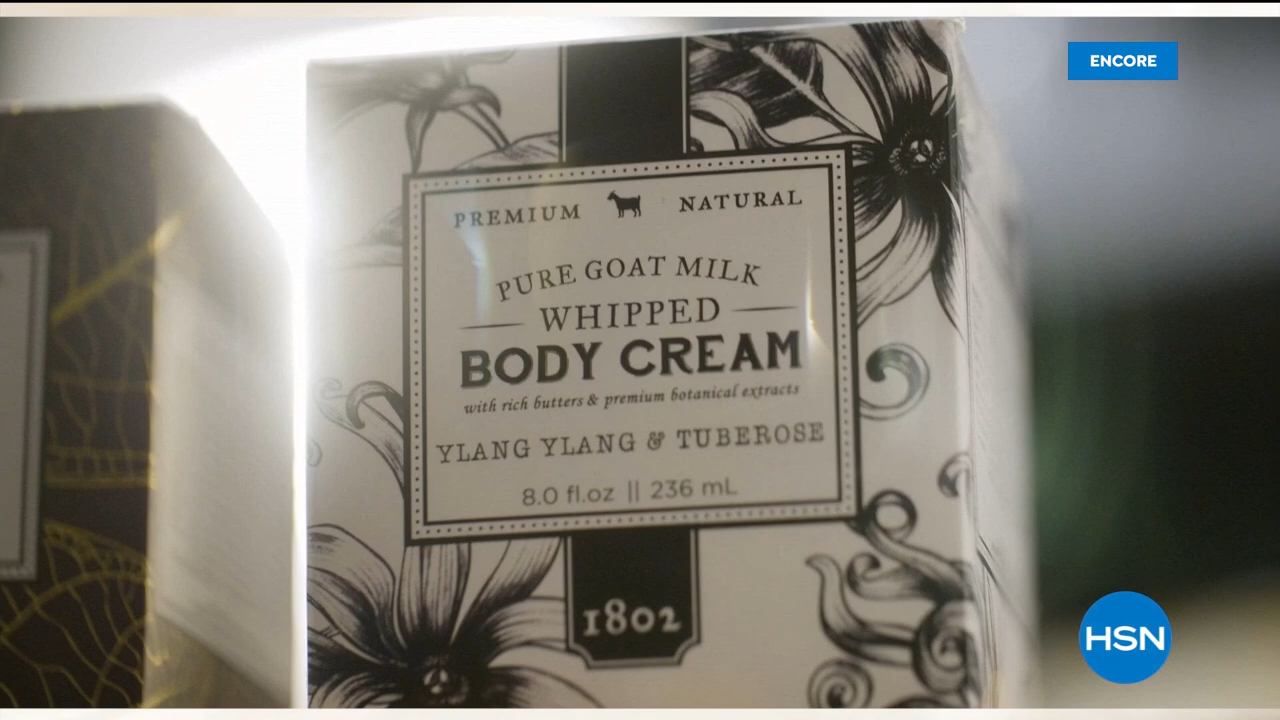 ENCORE
PREMIUM NATURAL
PURE GOAT MILK
WHIPPED
BODY CREAM
with rich butters & premium botanical extracts
YLANG YLANG & TUBEROSE
8.0 fl.oz || 236 mL
1802
HSN